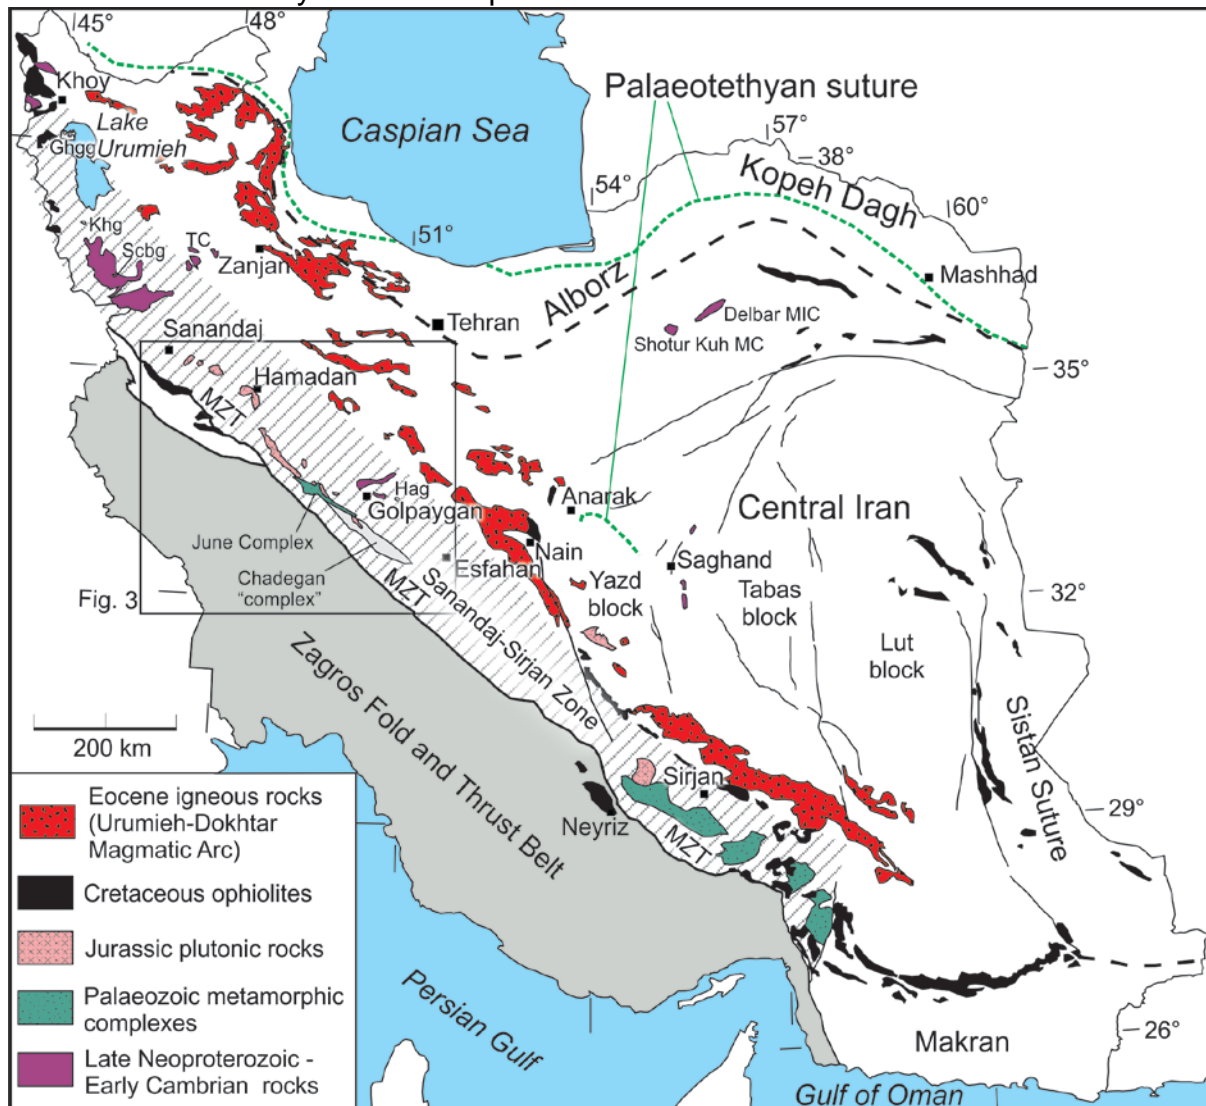 45°
48°
Khoy
Lake
Urumieh
Ghgg
Caspian Sea
Palaeotethyan suture
57°
38°
54°
Kopeh Dagh
60°
51°
Khg
Scbg
TC
Zanjan
Alborz
Mashhad
Delbar MIC
Shotur Kuh MC
Tehran
Sanandaj
35°
Hamadan
MZT
Hag
Golpaygan
Anarak
Central Iran
June Complex
Nain
Esfahan
Saghand
Chadegan
"complex"
MZT
Yazd
block
Tabas
block
32°
Fig. 3
Sanandaj-Sirjan Zone
Lut
block
Zagros Fold and Thrust Belt
Sistan Suture
200 km
Sirjan
Neyriz
MZT
29°
Eocene igneous rocks
(Urumieh-Dokhtar
Magmatic Arc)
Cretaceous ophiolites
Jurassic plutonic rocks
Palaeozoic metamorphic
complexes
Late Neoproterozoic -
Early Cambrian rocks
Persian Gulf
Makran
26°
Gulf of Oman